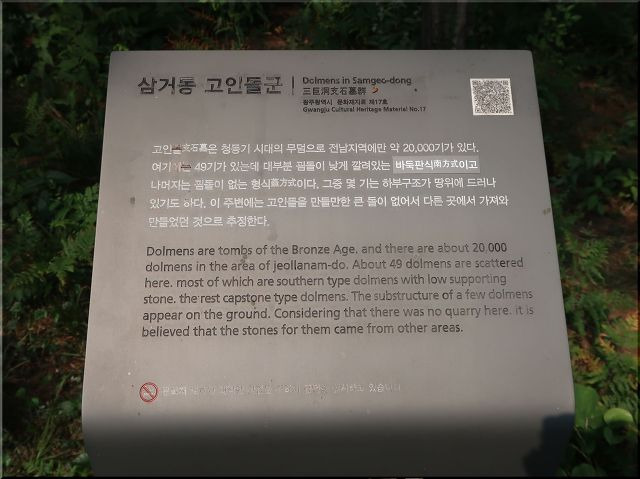 삼거동 고인돌군
Dolmens in Samgeo-dong
三巨洞支石墓群
광주광역시 문화재자료 제17호
Gwangju Cultural Heritage Material No.17
고인돌支石墓은 청동기 시대의 무덤으로 전남지역에만 약 20,000기가 있다.
여기 49기가 있는데 대부분 굄돌이 낮게 깔려있는 바둑판식南方式이고
나머지는 굄돌이 없는 형식이다. 그중 몇 기는 하부구조가 땅위에 드러나
있기도 하다. 이 주변에는 고인돌을 만들만한 큰 돌이 없어서 다른 곳에서 가져와
만들었던 것으로 추정한다.
Dolmens are tombs of the Bronze Age. and there are about 20,000
dolmens in the area of jeollanam-do. About 49 dolmens are scattered
here. most of which are southern type dolmens with low supporting
stone. the rest capstone type dolmens. The substructure of a few dolmens
appear on the ground. Considering that there was no quarry here. it is
believed that the stones for them came from other areas.
있습니다